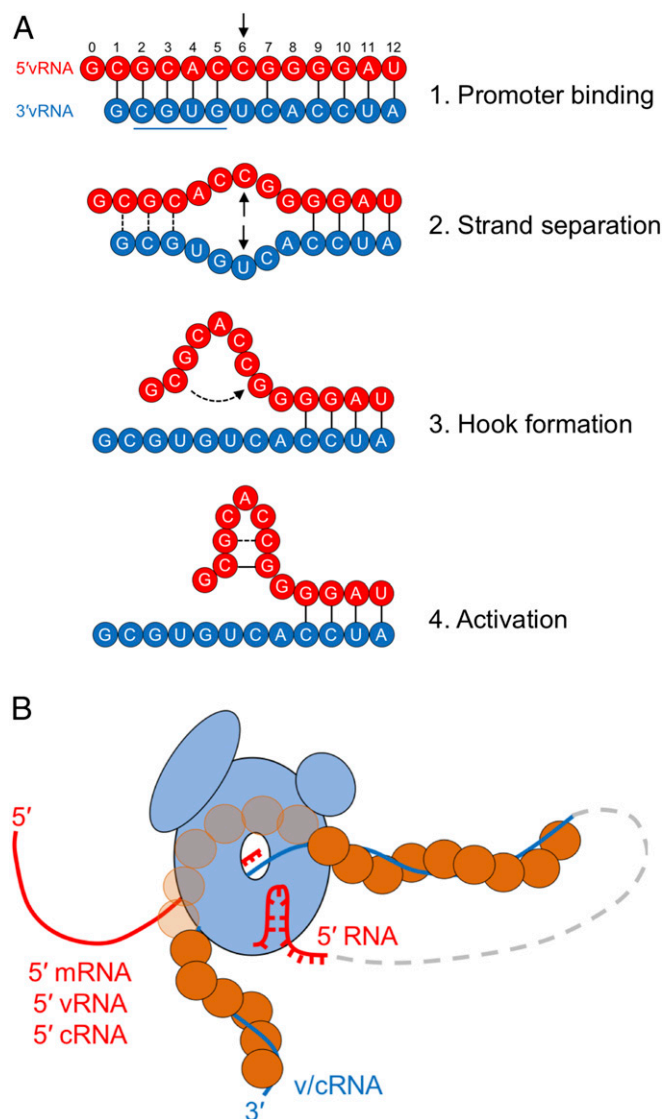 A
0 1 2 3 4 5 6 7 8 9 10 11 12
5′vRNA G C G C A C C G G G G A U
3′vRNA G C G U G U C A C C U A
1. Promoter binding
G C G C A C C G G G G A U
G C G U G U C A C C U A
2. Strand separation
G C G C A C C G G G G A U
G C G U G U C A C C U A
3. Hook formation
G C G C A C C G G G G A U
G C G U G U C A C C U A
4. Activation
B
5′
5′ RNA
5′ mRNA
5′ vRNA
5′ cRNA
v/cRNA
3′